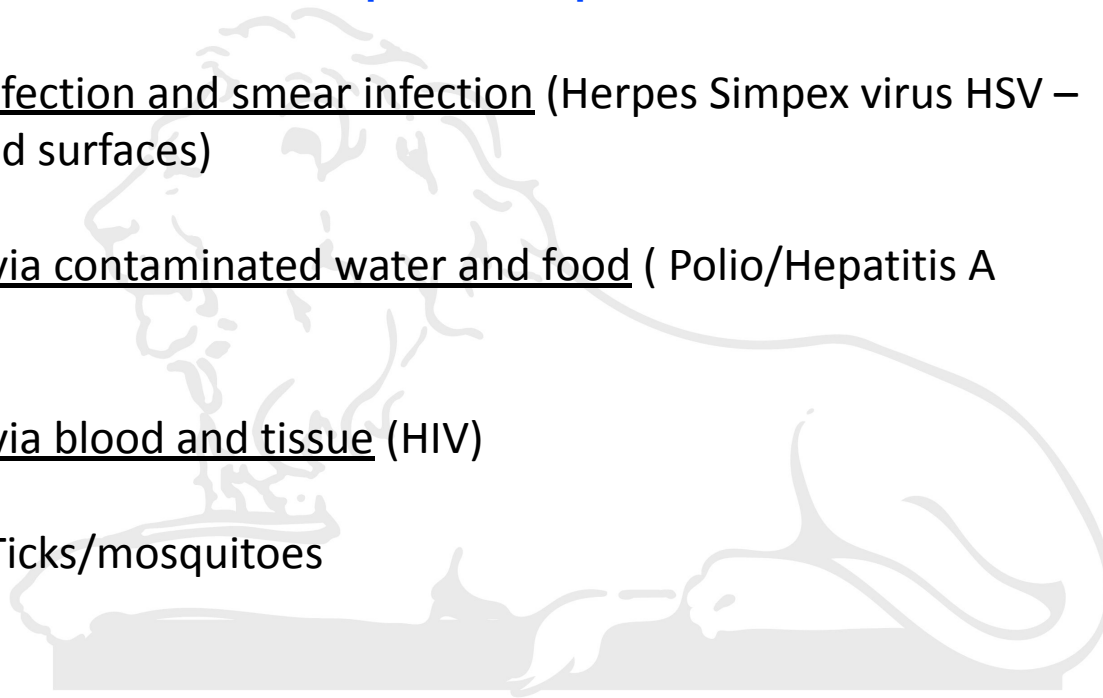 fection and smear infection (Herpes Simpex virus HSV –
d surfaces)
via contaminated water and food ( Polio/Hepatitis A
via blood and tissue (HIV)
Ticks/mosquitoes